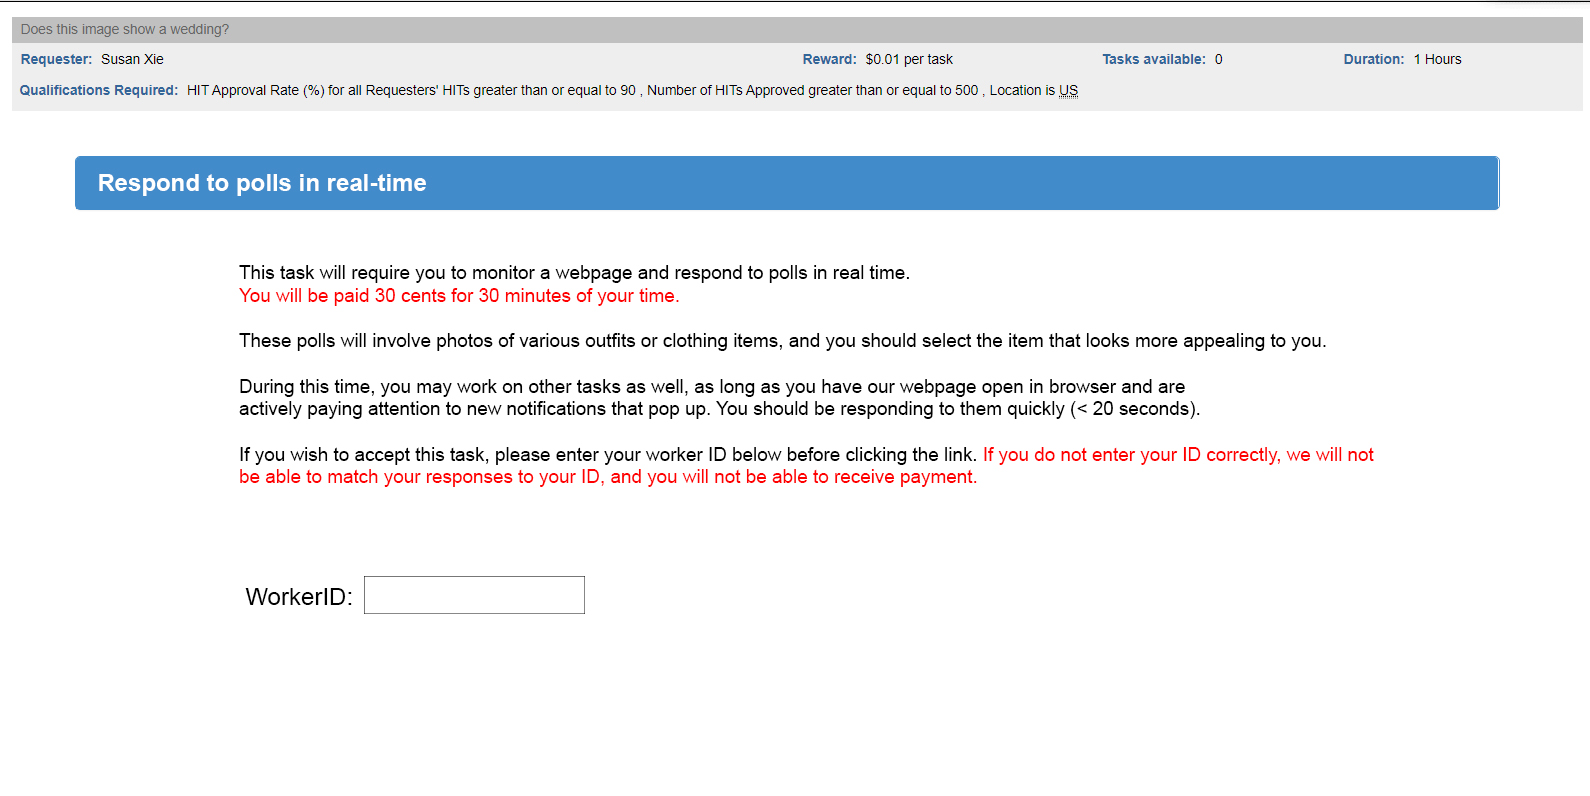 Does this image show a wedding?
Requester: Susan Xie Reward: $0.01 per task Tasks available: 0 Duration: 1 Hours
Qualifications Required: HIT Approval Rate (%) for all Requesters' HITs greater than or equal to 90 , Number of HITs Approved greater than or equal to 500 , Location is US
Respond to polls in real-time
This task will require you to monitor a webpage and respond to polls in real time.
You will be paid 30 cents for 30 minutes of your time.
These polls will involve photos of various outfits or clothing items, and you should select the item that looks more appealing to you.
During this time, you may work on other tasks as well, as long as you have our webpage open in browser and are
actively paying attention to new notifications that pop up. You should be responding to them quickly (< 20 seconds).
If you wish to accept this task, please enter your worker ID below before clicking the link. If you do not enter your ID correctly, we will not
be able to match your responses to your ID, and you will not be able to receive payment.
WorkerID: